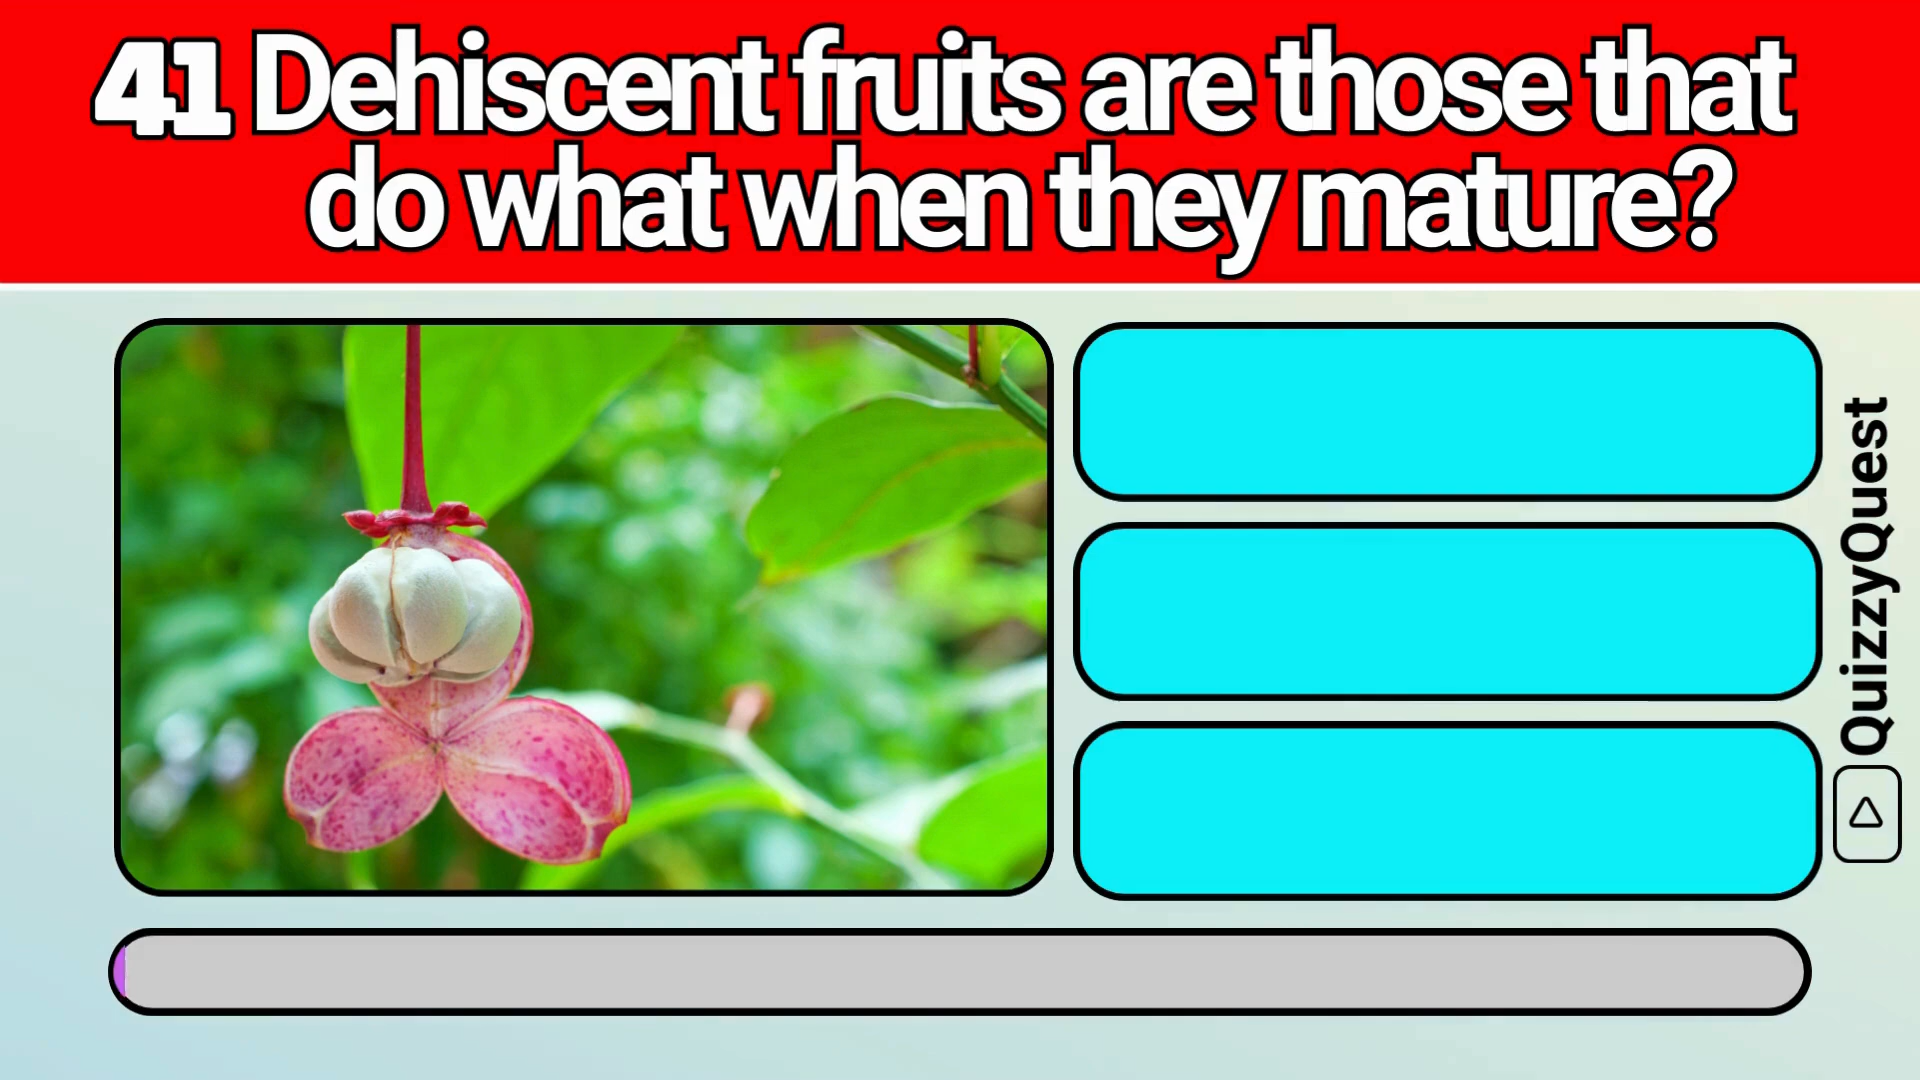 41 Dehiscent fruits are those that
do what when they mature?
QuizzyQuest